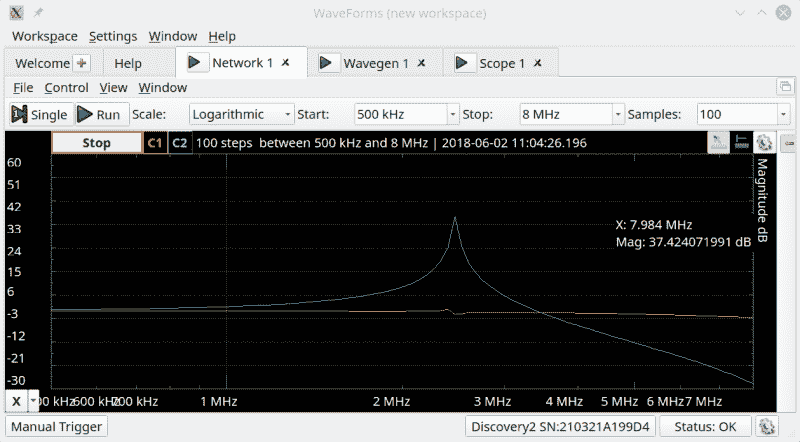 WaveForms (new workspace)
Workspace Settings Window Help
Welcome Help Network 1 Wavegen 1 Scope 1
File Control View Window
Single Run Scale: Logarithmic Start: 500 kHz Stop: 8 MHz Samples: 100
Stop C1 C2 100 steps between 500 kHz and 8 MHz | 2018-06-02 11:04:26.196
60
51
42
33
24
15
6
-3
-12
-21
-30
Magnitude dB
X: 7.984 MHz
Mag: 37.424071991 dB
X 00 kHz 600 kHz 700 kHz 1 MHz 2 MHz 3 MHz 4 MHz 5 MHz 6 MHz 7 MHz
Manual Trigger Discovery2 SN:210321A199D4 Status: OK